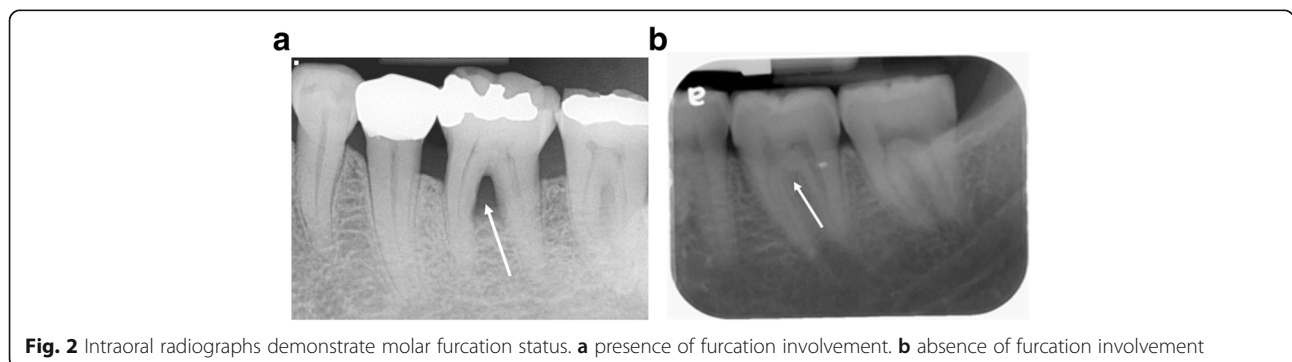 a
b
a
Fig. 2 Intraoral radiographs demonstrate molar furcation status. a presence of furcation involvement. b absence of furcation involvement